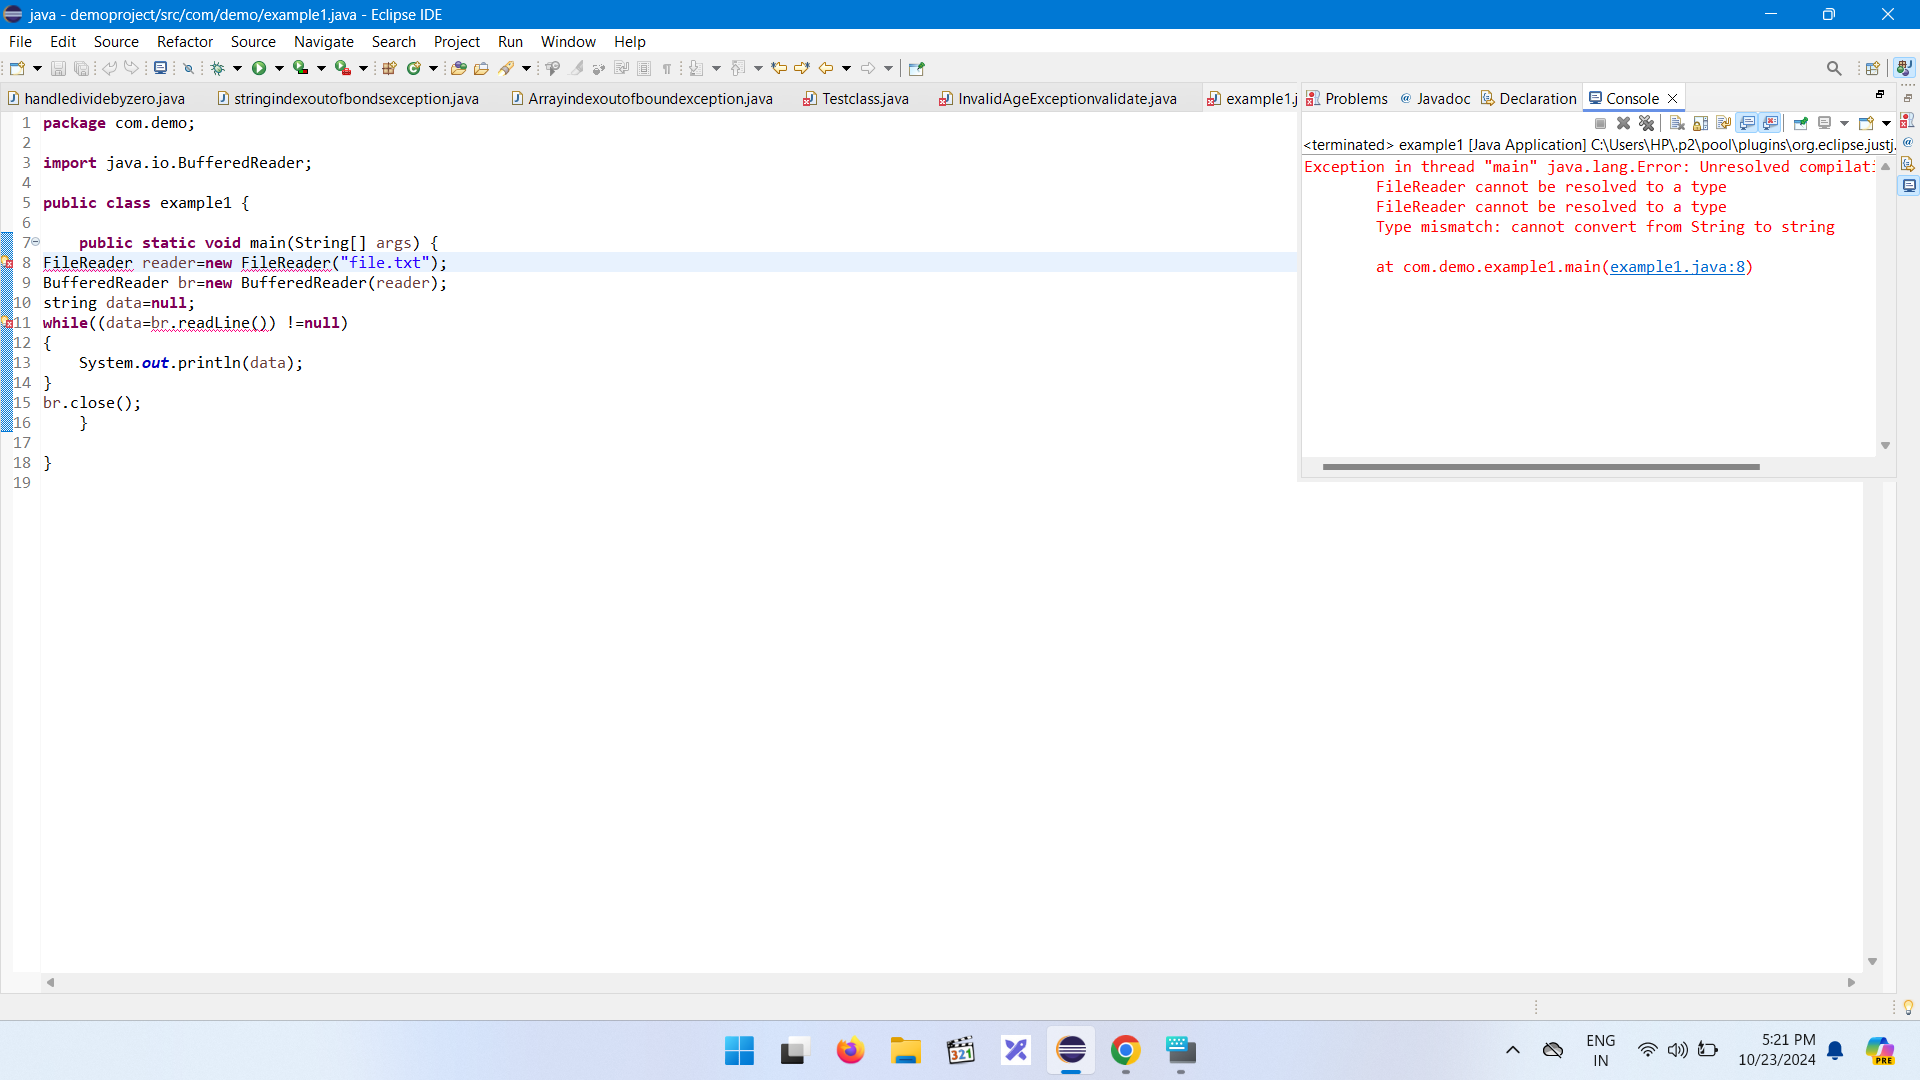 java - demoproject/src/com/demo/example1.java - Eclipse IDE
File Edit Source Refactor Source Navigate Search Project Run Window Help
handledividebyzero.java stringindexoutofbondsexception.java Arrayindexoutofboundexception.java Testclass.java InvalidAgeExceptionvalidate.java example1.j
Problems @ Javadoc Declaration Console
1 package com.demo;
2
3 import java.io.BufferedReader;
4
5 public class example1 {
6
7 public static void main(String[] args) {
8 FileReader reader=new FileReader("file.txt");
9 BufferedReader br=new BufferedReader(reader);
10 string data=null;
11 while((data=br.readLine()) !=null)
12 {
13 System.out.println(data);
14 }
15 br.close();
16 }
17
18 }
19
<terminated> example1 [Java Application] C:\Users\HP\.p2\pool\plugins\org.eclipse.justj.
Exception in thread "main" java.lang.Error: Unresolved compilati
FileReader cannot be resolved to a type
FileReader cannot be resolved to a type
Type mismatch: cannot convert from String to string
at com.demo.example1.main(example1.java:8)
321
ENG
IN
5:21 PM
10/23/2024
PRE